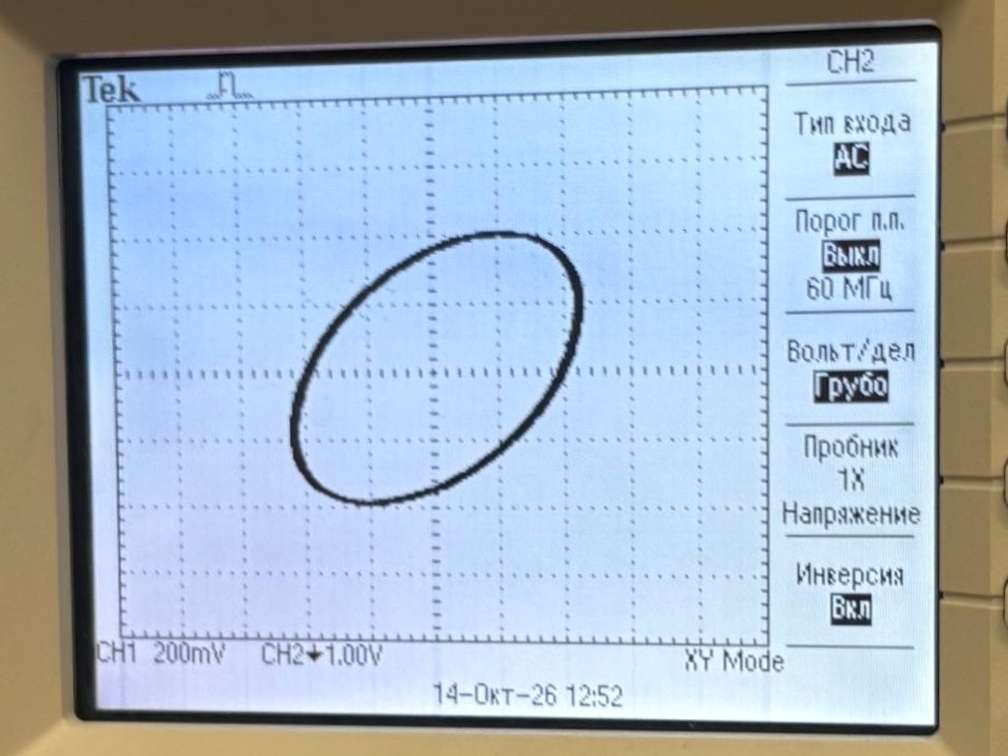 Tek
CH2
Тип входа
AC
Порог п.п.
Выкл
60 МГц
Вольт/дел
Грубо
Пробник
1X
Напряжение
Инверсия
Вкл
CH1 200mV CH2 1.00V XY Mode
14-Окт-26 12:52